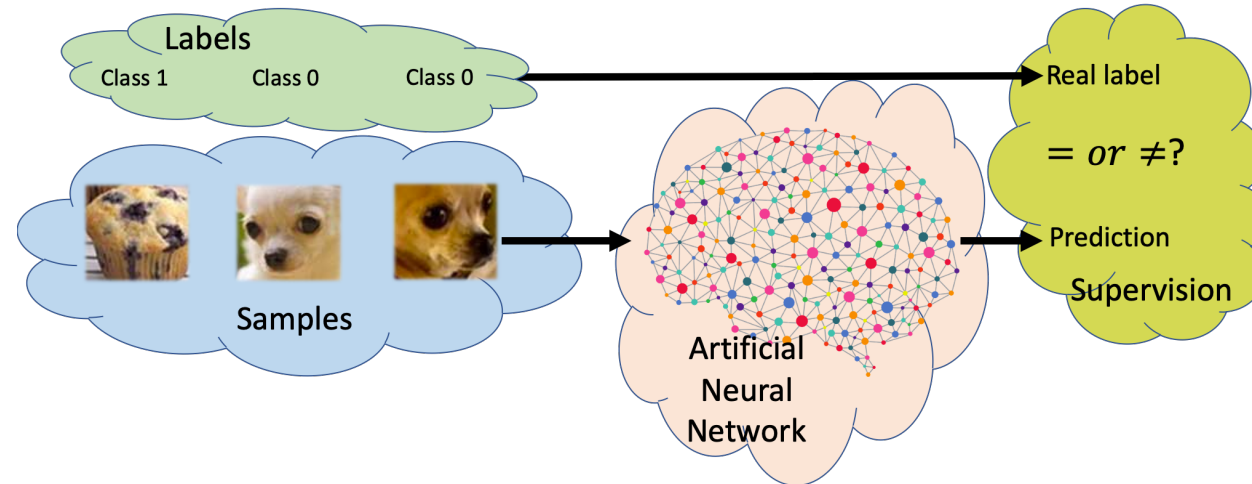 Labels
Class 1 Class 0 Class 0
Real label
= or ≠?
Prediction
Supervision
Samples
Artificial
Neural
Network